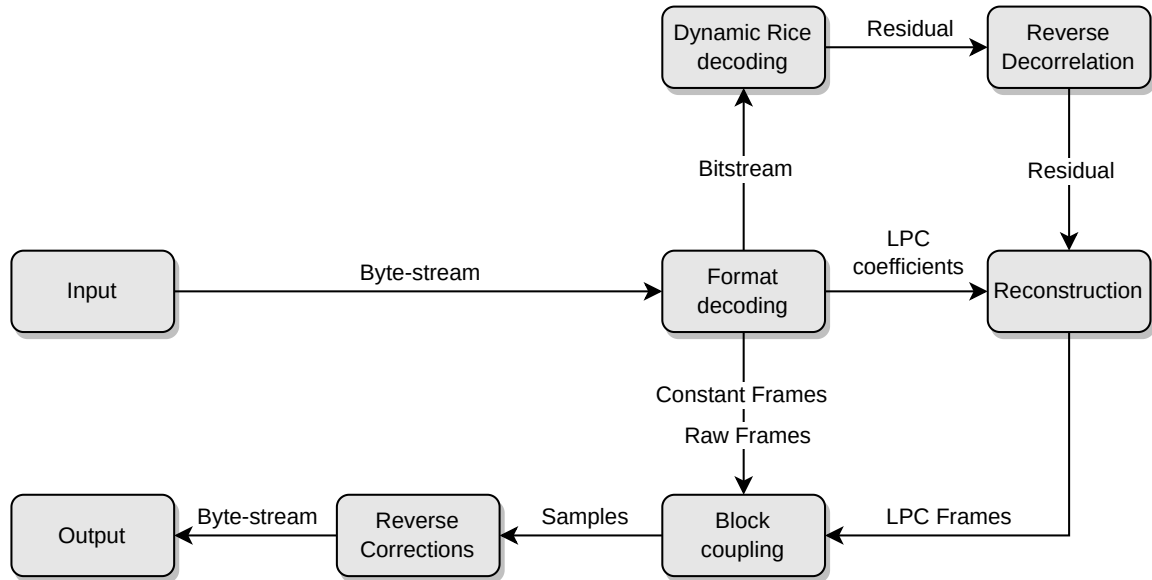 Dynamic Rice
decoding
Residual
Reverse
Decorrelation
Bitstream
Residual
Input
Byte-stream
Format
decoding
LPC
coefficients
Reconstruction
Constant Frames
Raw Frames
Output
Byte-stream
Reverse
Corrections
Samples
Block
coupling
LPC Frames